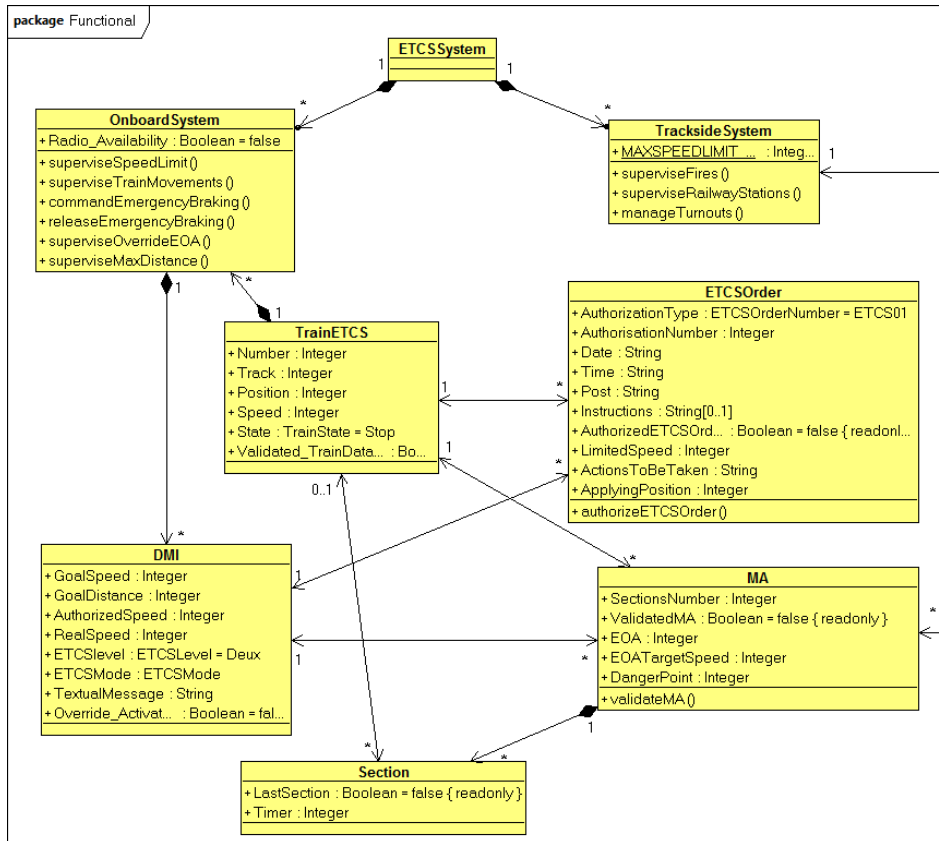 package Functional
ETCSSystem
1
1
*
*
OnboardSystem
+ Radio_Availability : Boolean = false
+ superviseSpeedLimit()
+ superviseTrainMovements()
+ commandEmergencyBraking()
+ releaseEmergencyBraking()
+ superviseOverrideEOA()
+ superviseMaxDistance()
TracksideSystem
+ MAXSPEEDLIMIT_... : Integ...
+ superviseFires()
+ superviseRailwayStations()
+ manageTurnouts()
1
1
*
1
TrainETCS
+ Number : Integer
+ Track : Integer
+ Position : Integer
+ Speed : Integer
+ State : TrainState = Stop
+ Validated_TrainData... : Bo...
1
*
1
*
0..1
ETCSOrder
+ AuthorizationType : ETCSOrderNumber = ETCS01
+ AuthorisationNumber : Integer
+ Date : String
+ Time : String
+ Post : String
+ Instructions : String[0..1]
+ AuthorizedETCSOrd... : Boolean = false { readonl...
+ LimitedSpeed : Integer
+ ActionsToBeTaken : String
+ ApplyingPosition : Integer
+ authorizeETCSOrder()
*
DMI
+ GoalSpeed : Integer
+ GoalDistance : Integer
+ AuthorizedSpeed : Integer
+ RealSpeed : Integer
+ ETCSlevel : ETCSLevel = Deux
+ ETCSMode : ETCSMode
+ TextualMessage : String
+ Override_Activat... : Boolean = fal...
1
1
*
*
*
MA
+ SectionsNumber : Integer
+ ValidatedMA : Boolean = false { readonly }
+ EOA : Integer
+ EOATargetSpeed : Integer
+ DangerPoint : Integer
+ validateMA()
1
*
*
Section
+ LastSection : Boolean = false { readonly }
+ Timer : Integer